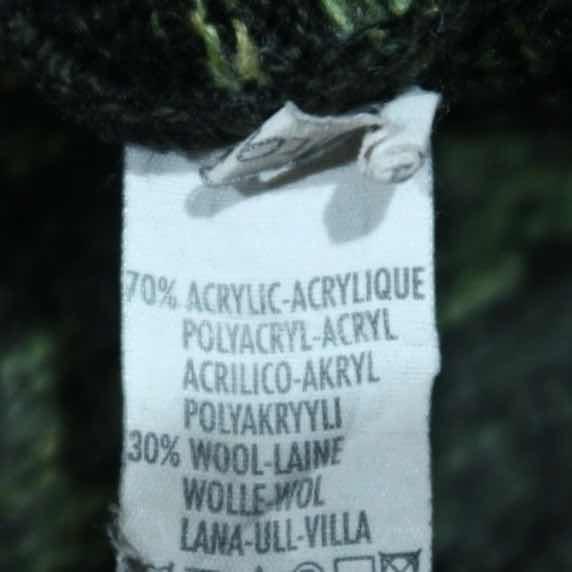 70% ACRYLIC-ACRYLIQUE
POLYACRYL-ACRYL
ACRILICO-AKRYL
POLYAKRYYLI
30% WOOL-LAINE
WOLLE-WOL
LANA-ULL-VILLA